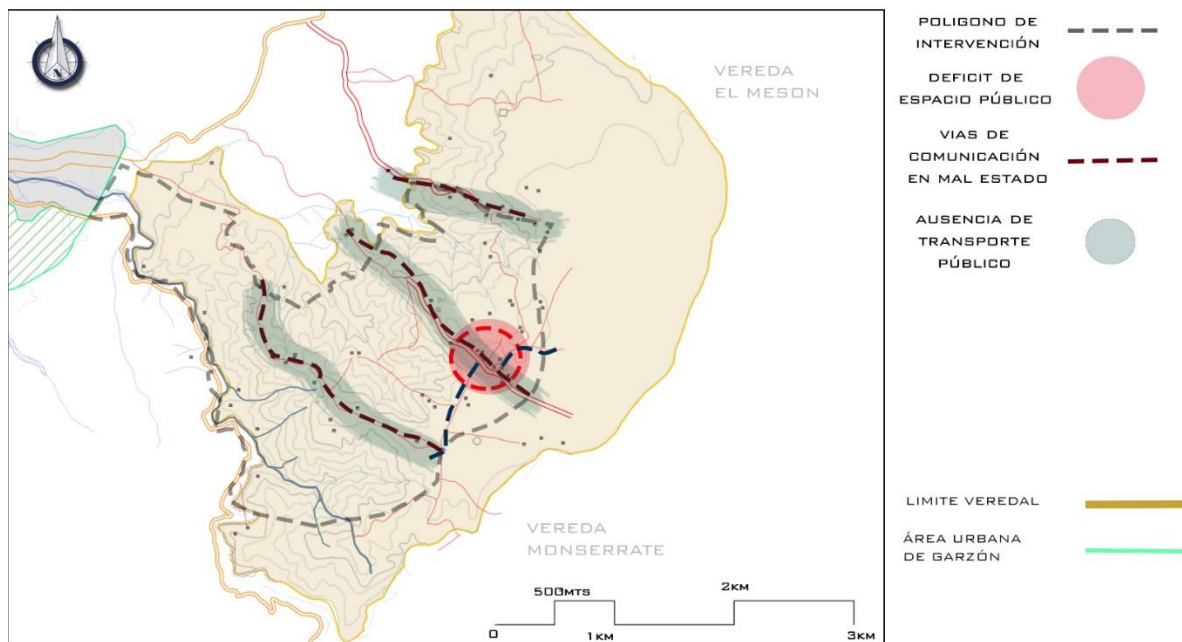 N
VEREDA
EL MESON
VEREDA
MONSERRATE
500MTS
2KM
0
1KM
3KM
POLIGONO DE
INTERVENCIÓN
DEFICIT DE
ESPACIO PÚBLICO
VIAS DE
COMUNICACIÓN
EN MAL ESTADO
AUSENCIA DE
TRANSPORTE
PÚBLICO
LIMITE VEREDAL
ÁREA URBANA
DE GARZÓN